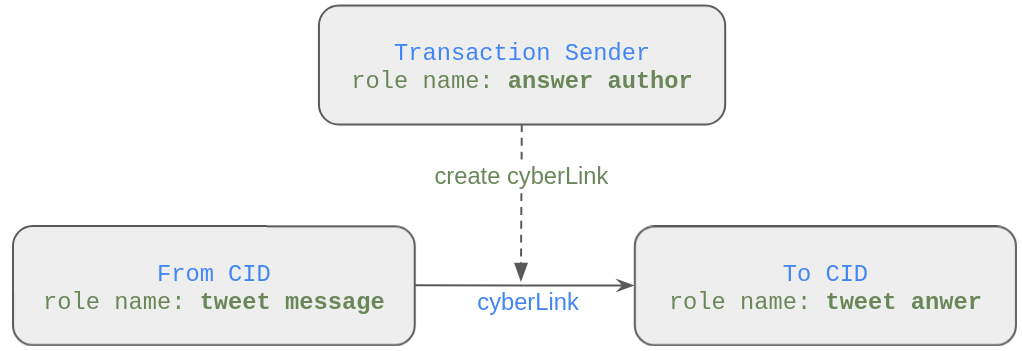 Transaction Sender
role name: answer author
create cyberLink
From CID
role name: tweet message
cyberLink
To CID
role name: tweet anwer